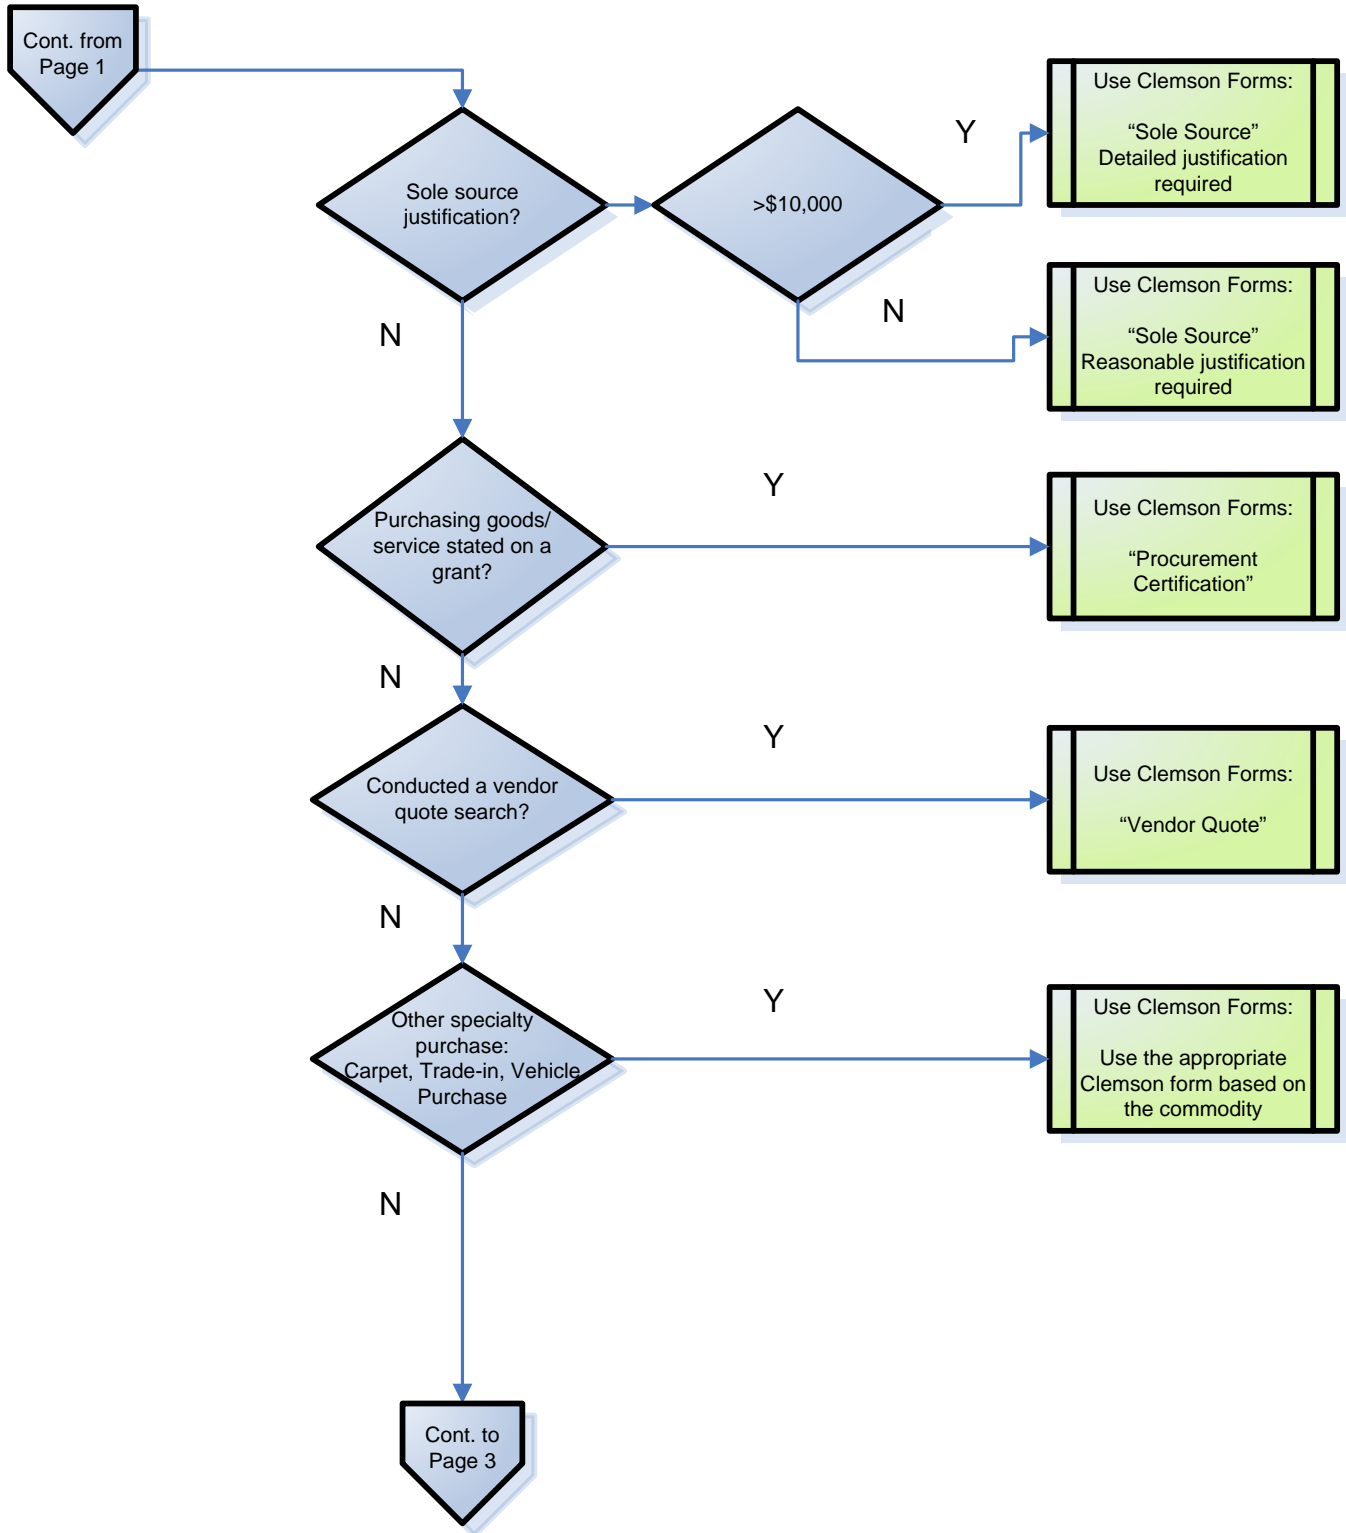 Cont. from
Page 1
Sole source
justification?
>$10,000
Y
Use Clemson Forms:
“Sole Source”
Detailed justification
required
N
N
Use Clemson Forms:
“Sole Source”
Reasonable justification
required
Purchasing goods/
service stated on a
grant?
Y
Use Clemson Forms:
“Procurement
Certification”
N
Conducted a vendor
quote search?
Y
Use Clemson Forms:
“Vendor Quote”
N
Other specialty
purchase:
Carpet, Trade-in, Vehicle
Purchase
Y
Use Clemson Forms:
Use the appropriate
Clemson form based on
the commodity
N
Cont. to
Page 3